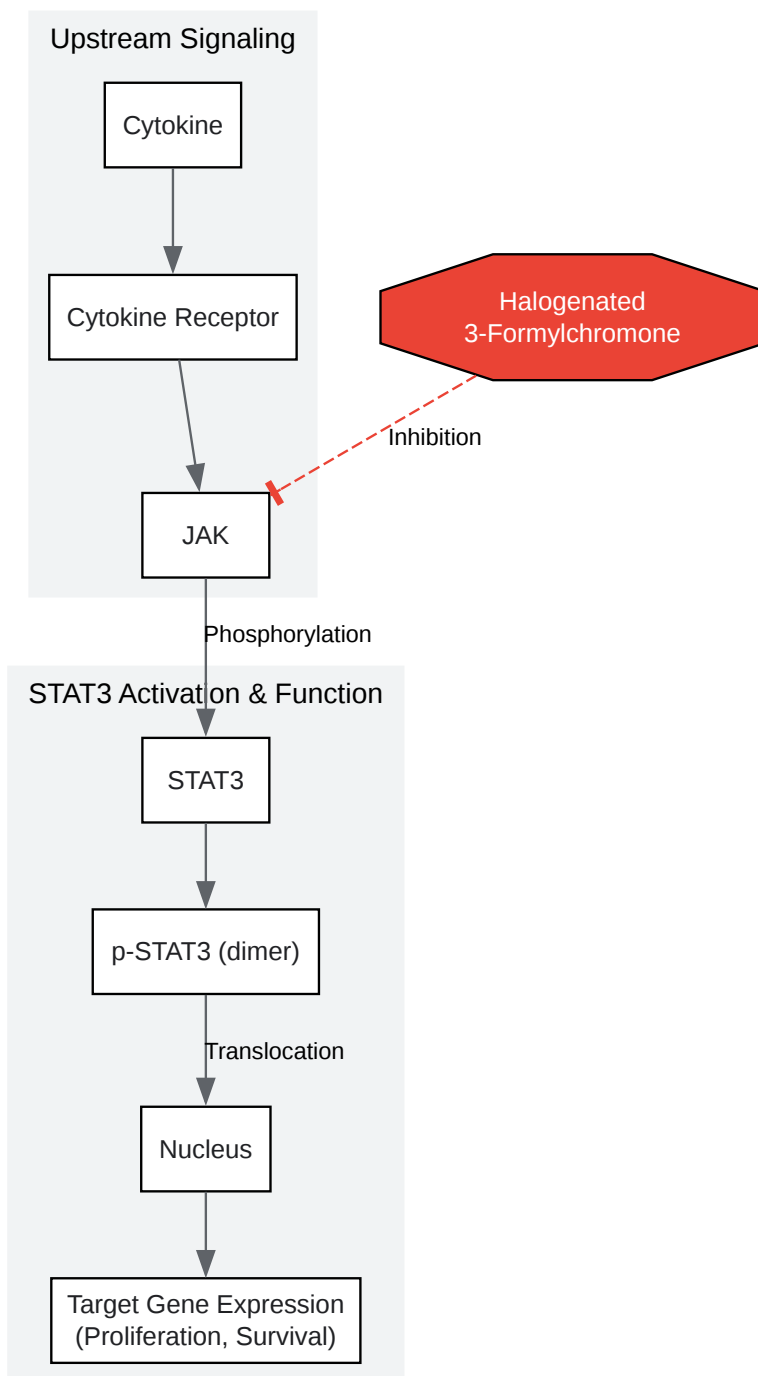 Upstream Signaling
Cytokine
Cytokine Receptor
Halogenated
3-Formylchromone
Inhibition
JAK
Phosphorylation
STAT3 Activation & Function
STAT3
p-STAT3 (dimer)
Translocation
Nucleus
Target Gene Expression
(Proliferation, Survival)